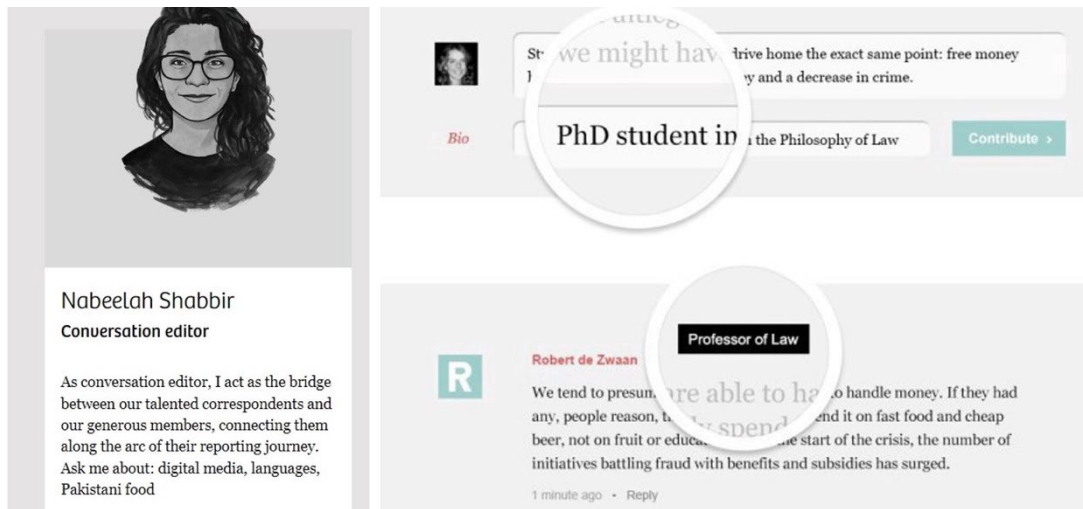 Nabeelah Shabbir
Conversation editor
As conversation editor, I act as the bridge
between our talented correspondents and
our generous members, connecting them
along the arc of their reporting journey.
Ask me about: digital media, languages,
Pakistani food
we might hav drive home the exact same point: free money
y and a decrease in crime.
Bio
PhD student in the Philosophy of Law
Contribute ›
Professor of Law
R
Robert de Zwaan
We tend to presum are able to ha to handle money. If they had
any, people reason, spend it on fast food and cheap
beer, not on fruit or educa the start of the crisis, the number of
initiatives battling fraud with benefits and subsidies has surged.
1 minute ago • Reply